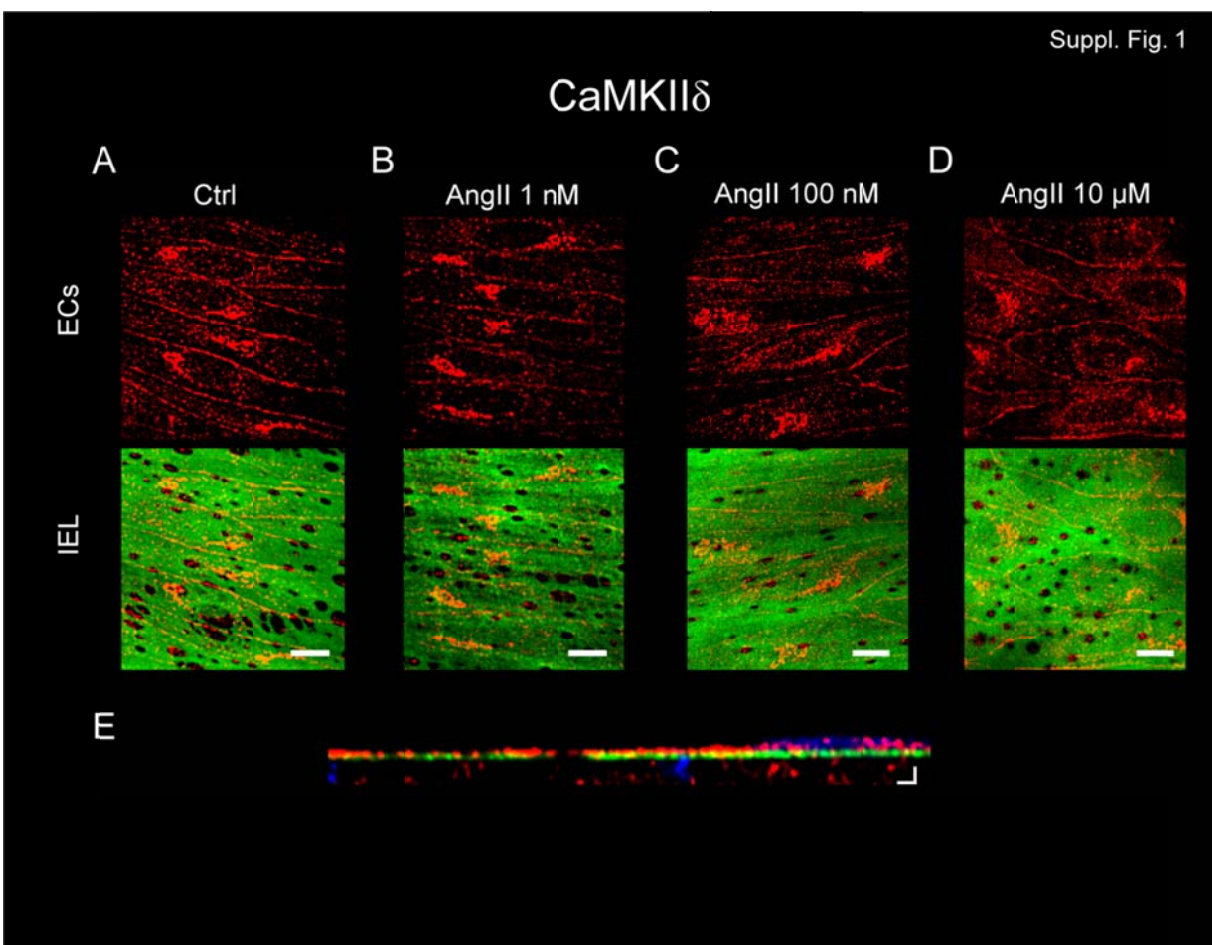 Suppl. Fig. 1
CaMKIIδ
A
B
C
D
Ctrl
AngII 1 nM
AngII 100 nM
AngII 10 µM
ECs
IEL
E